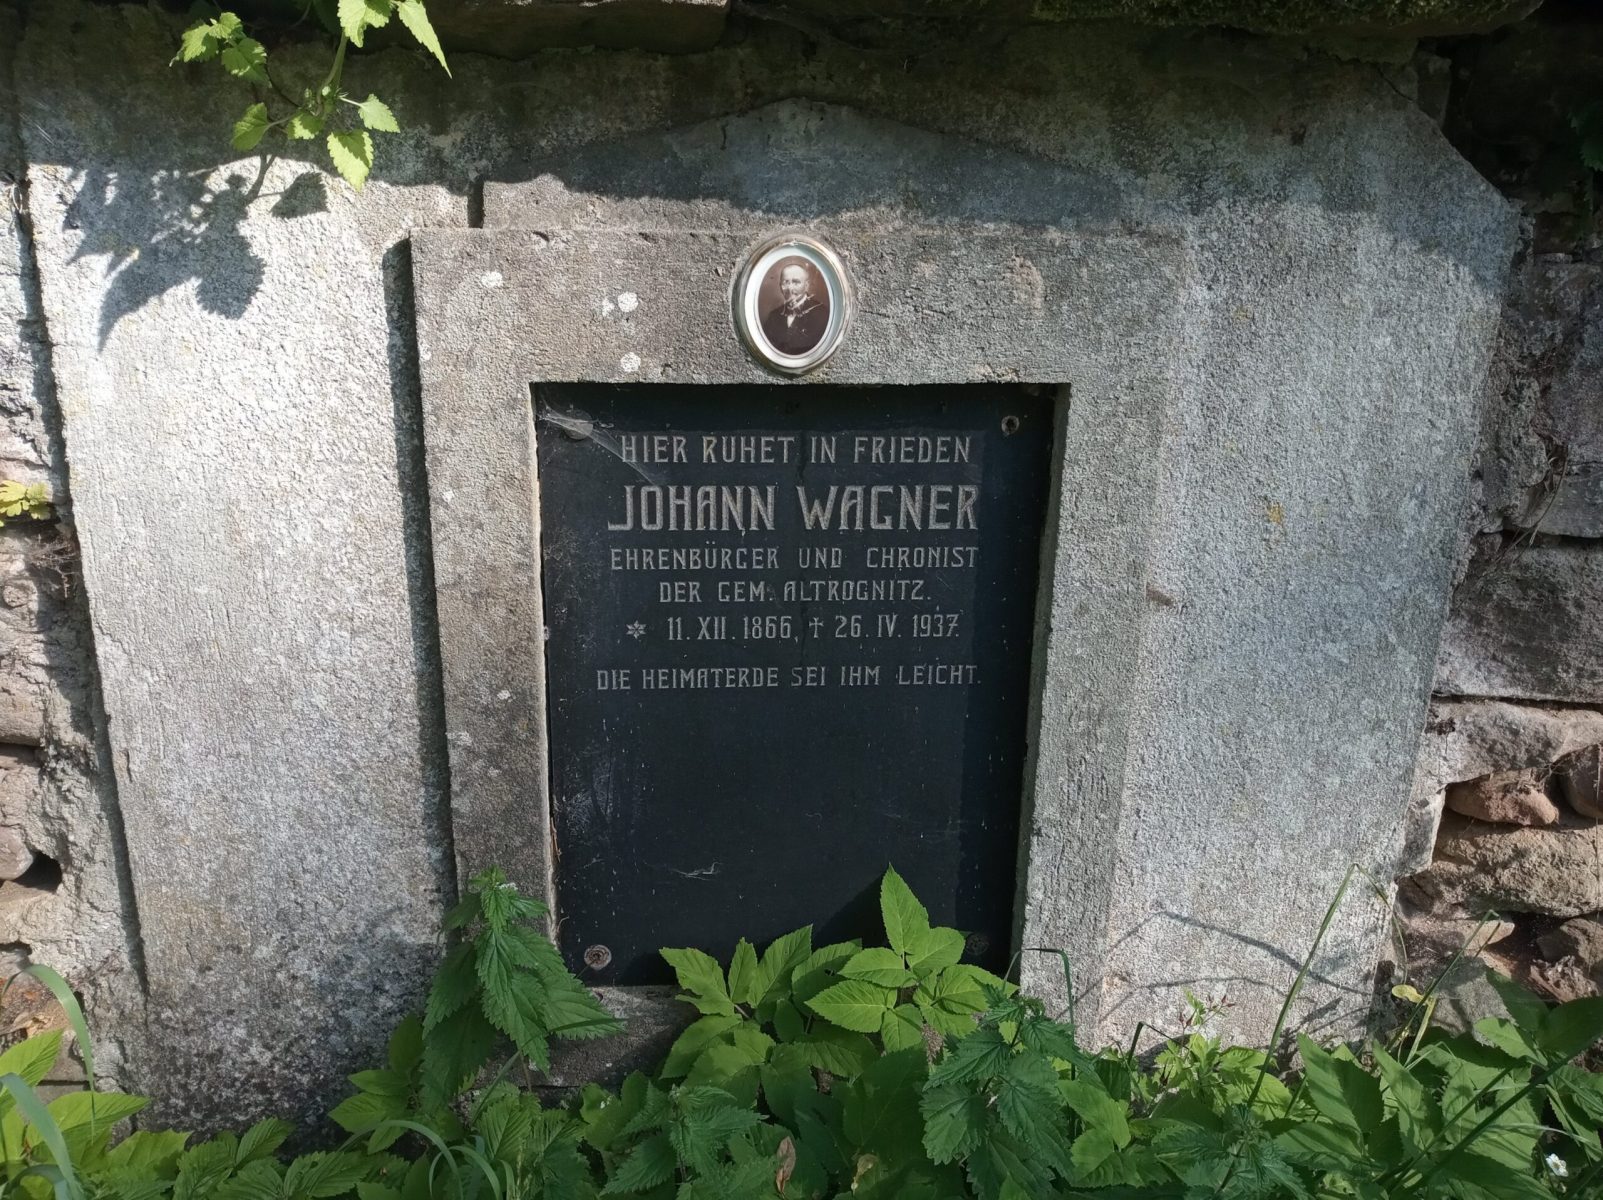 HIER RUHET IN FRIEDEN
JOHANN WAGNER
EHRENBÜRGER UND CHRONIST
DER GEM. ALTROGNITZ.
* 11. XII. 1866, † 26. IV. 1937.
DIE HEIMATERDE SEI IHM LEICHT.